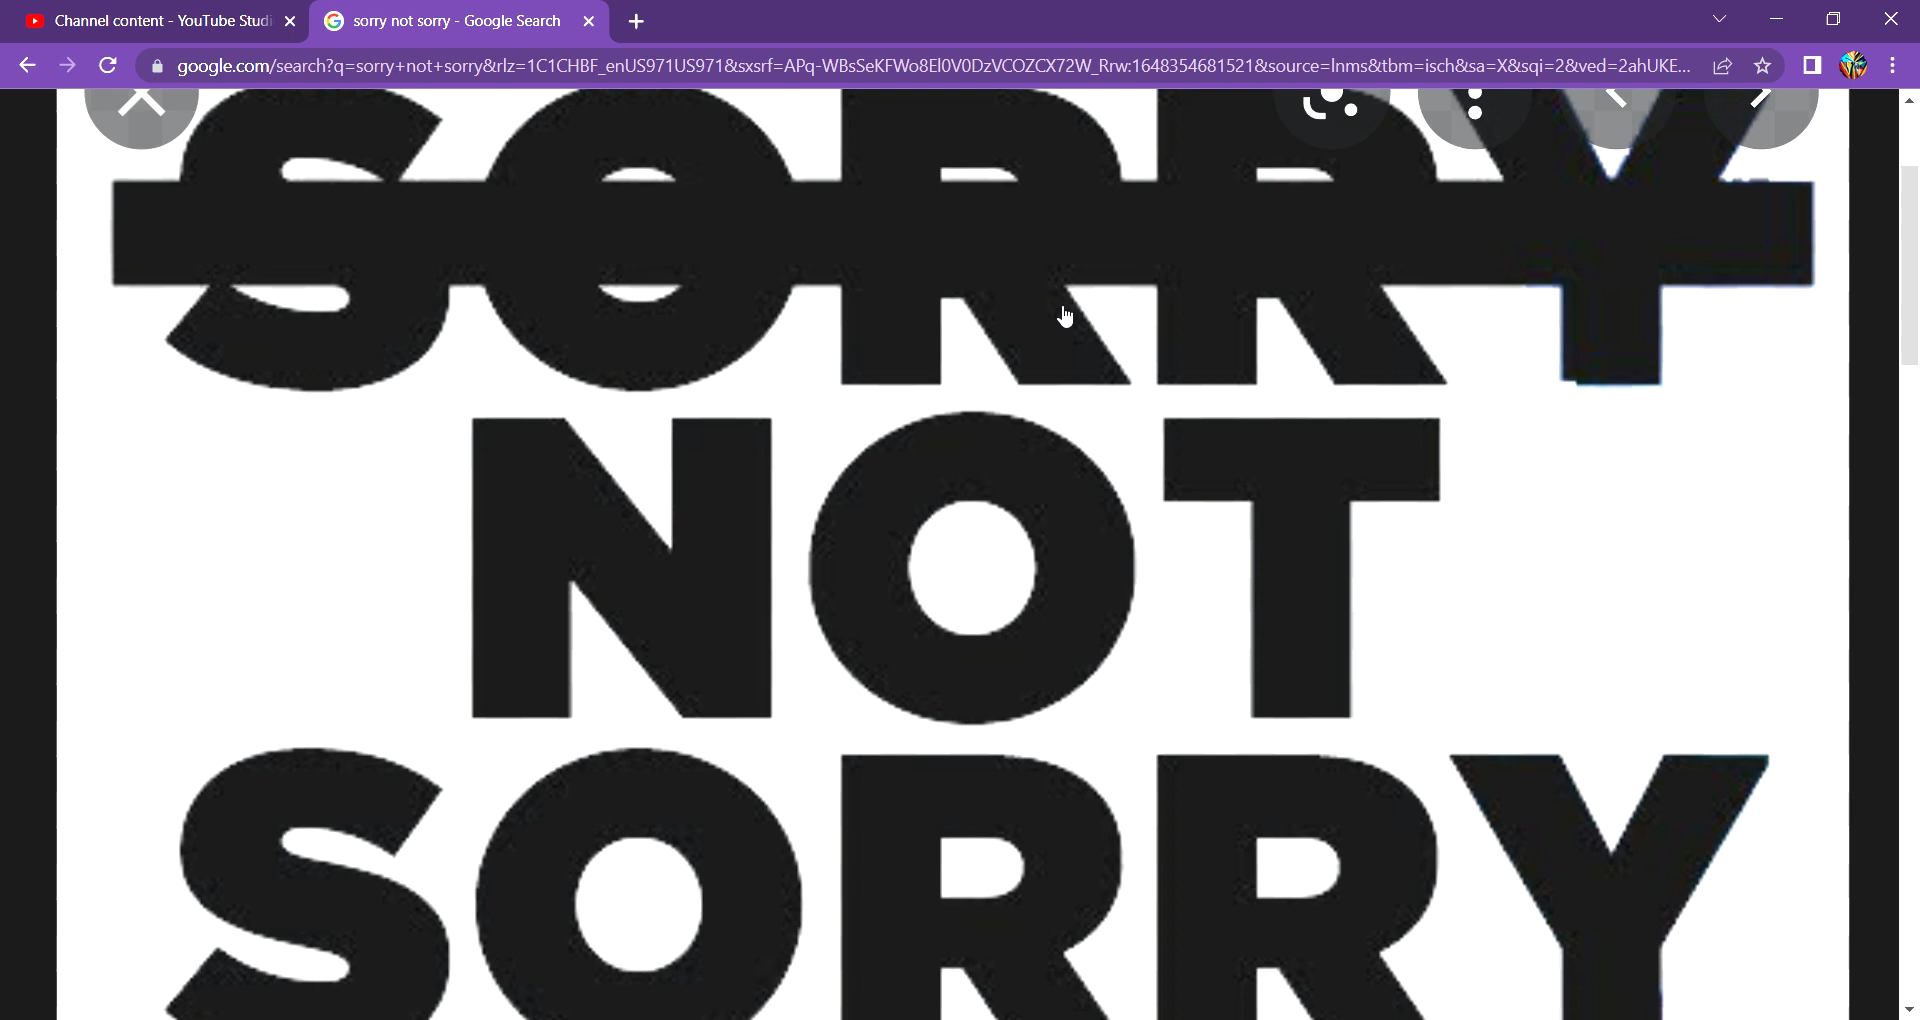 Channel content - YouTube Studi
sorry not sorry - Google Search
google.com/search?q=sorry+not+sorry&rlz=1C1CHBF_enUS971US971&sxsrf=APq-WBsSeKFWo8El0V0DzVCOZCX72W_Rrw:1648354681521&source=lnms&tbm=isch&sa=X&sqi=2&ved=2ahUKE...
SORRY
NOT
SORRY